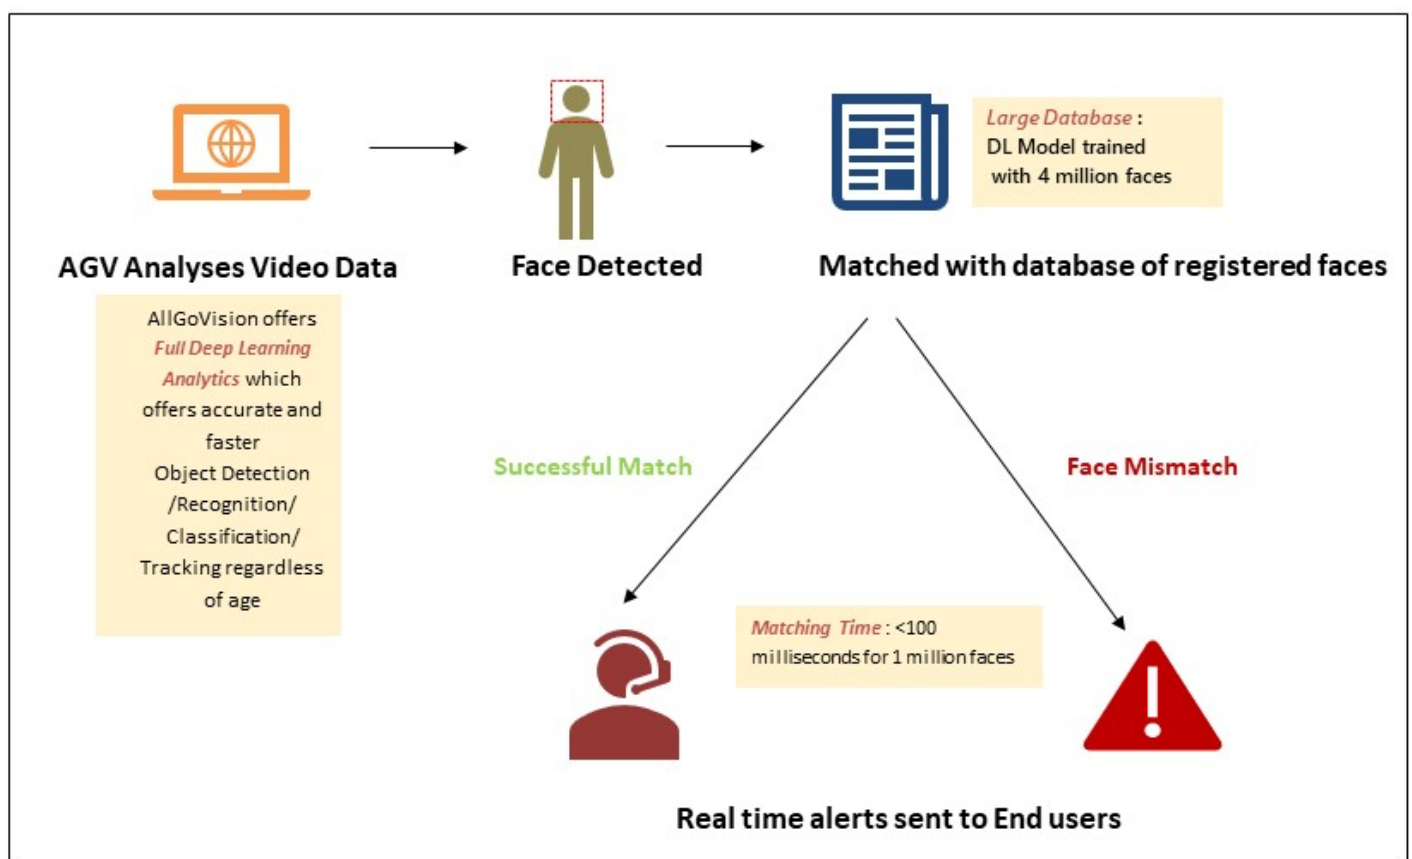 Large Database :
DL Model trained
with 4 million faces
AGV Analyses Video Data
Face Detected
Matched with database of registered faces
AllGoVision offers
Full Deep Learning
Analytics which
offers accurate and
faster
Object Detection
/Recognition/
Classification/
Tracking regardless
of age
Successful Match
Face Mismatch
Matching Time : <100
milliseconds for 1 million faces
Real time alerts sent to End users